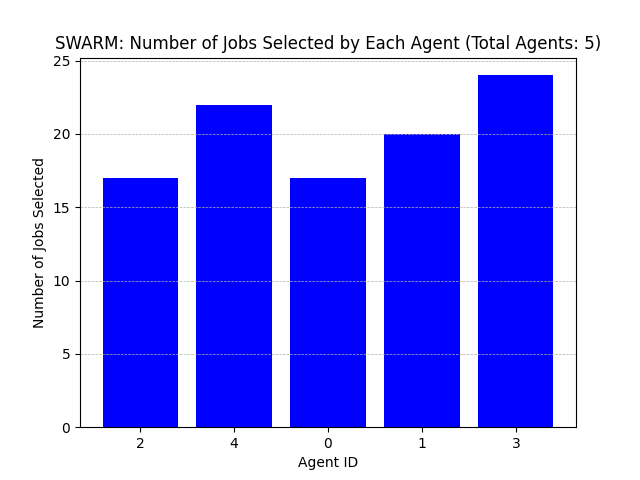 SWARM: Number of Jobs Selected by Each Agent (Total Agents: 5)
25
20
15
10
5
0
Number of Jobs Selected
2 4 0 1 3
Agent ID